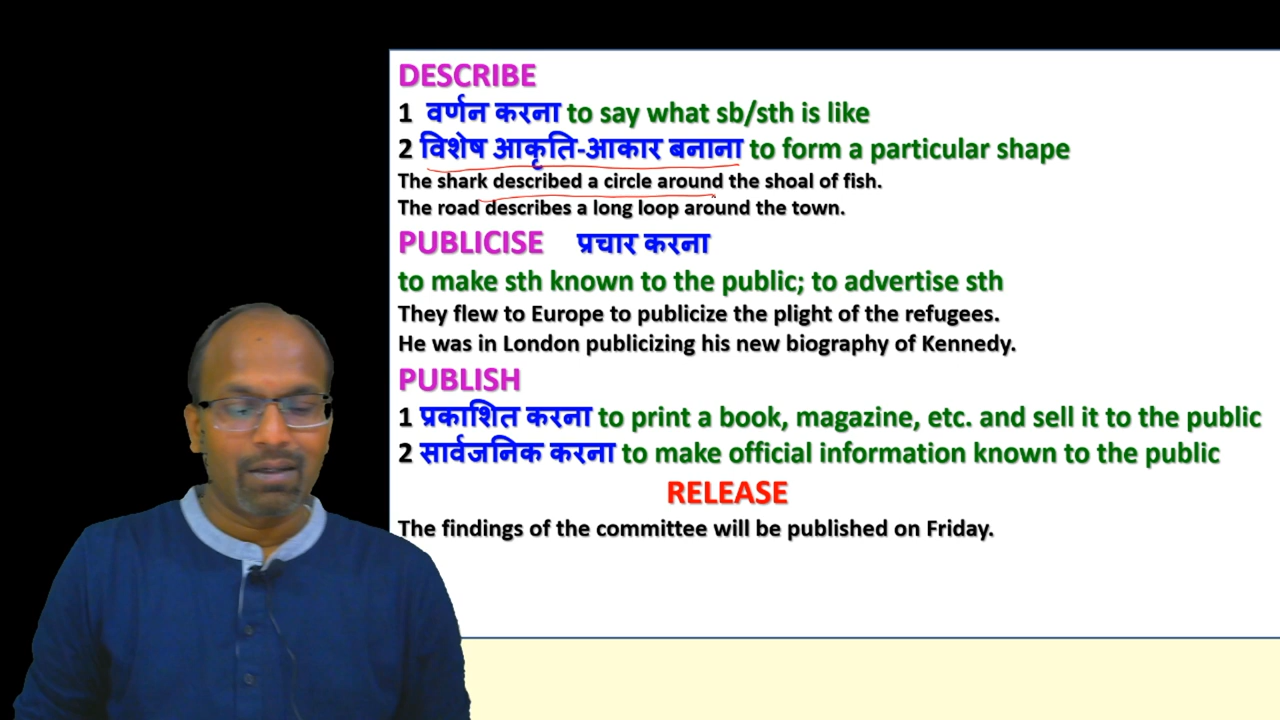 DESCRIBE
1 वर्णन करना to say what sb/sth is like
2 विशेष आकृति-आकार बनाना to form a particular shape
The shark described a circle around the shoal of fish.
The road describes a long loop around the town.
PUBLICISE प्रचार करना
to make sth known to the public; to advertise sth
They flew to Europe to publicize the plight of the refugees.
He was in London publicizing his new biography of Kennedy.
PUBLISH
1 प्रकाशित करना to print a book, magazine, etc. and sell it to the public
2 सार्वजनिक करना to make official information known to the public
RELEASE
The findings of the committee will be published on Friday.